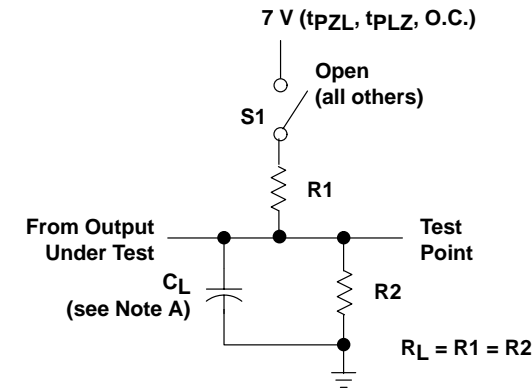 7 V (tPZL, tPLZ, O.C.)
Open
(all others)
S1
R1
From Output
Under Test
Test
Point
CL
(see Note A)
R2
RL = R1 = R2